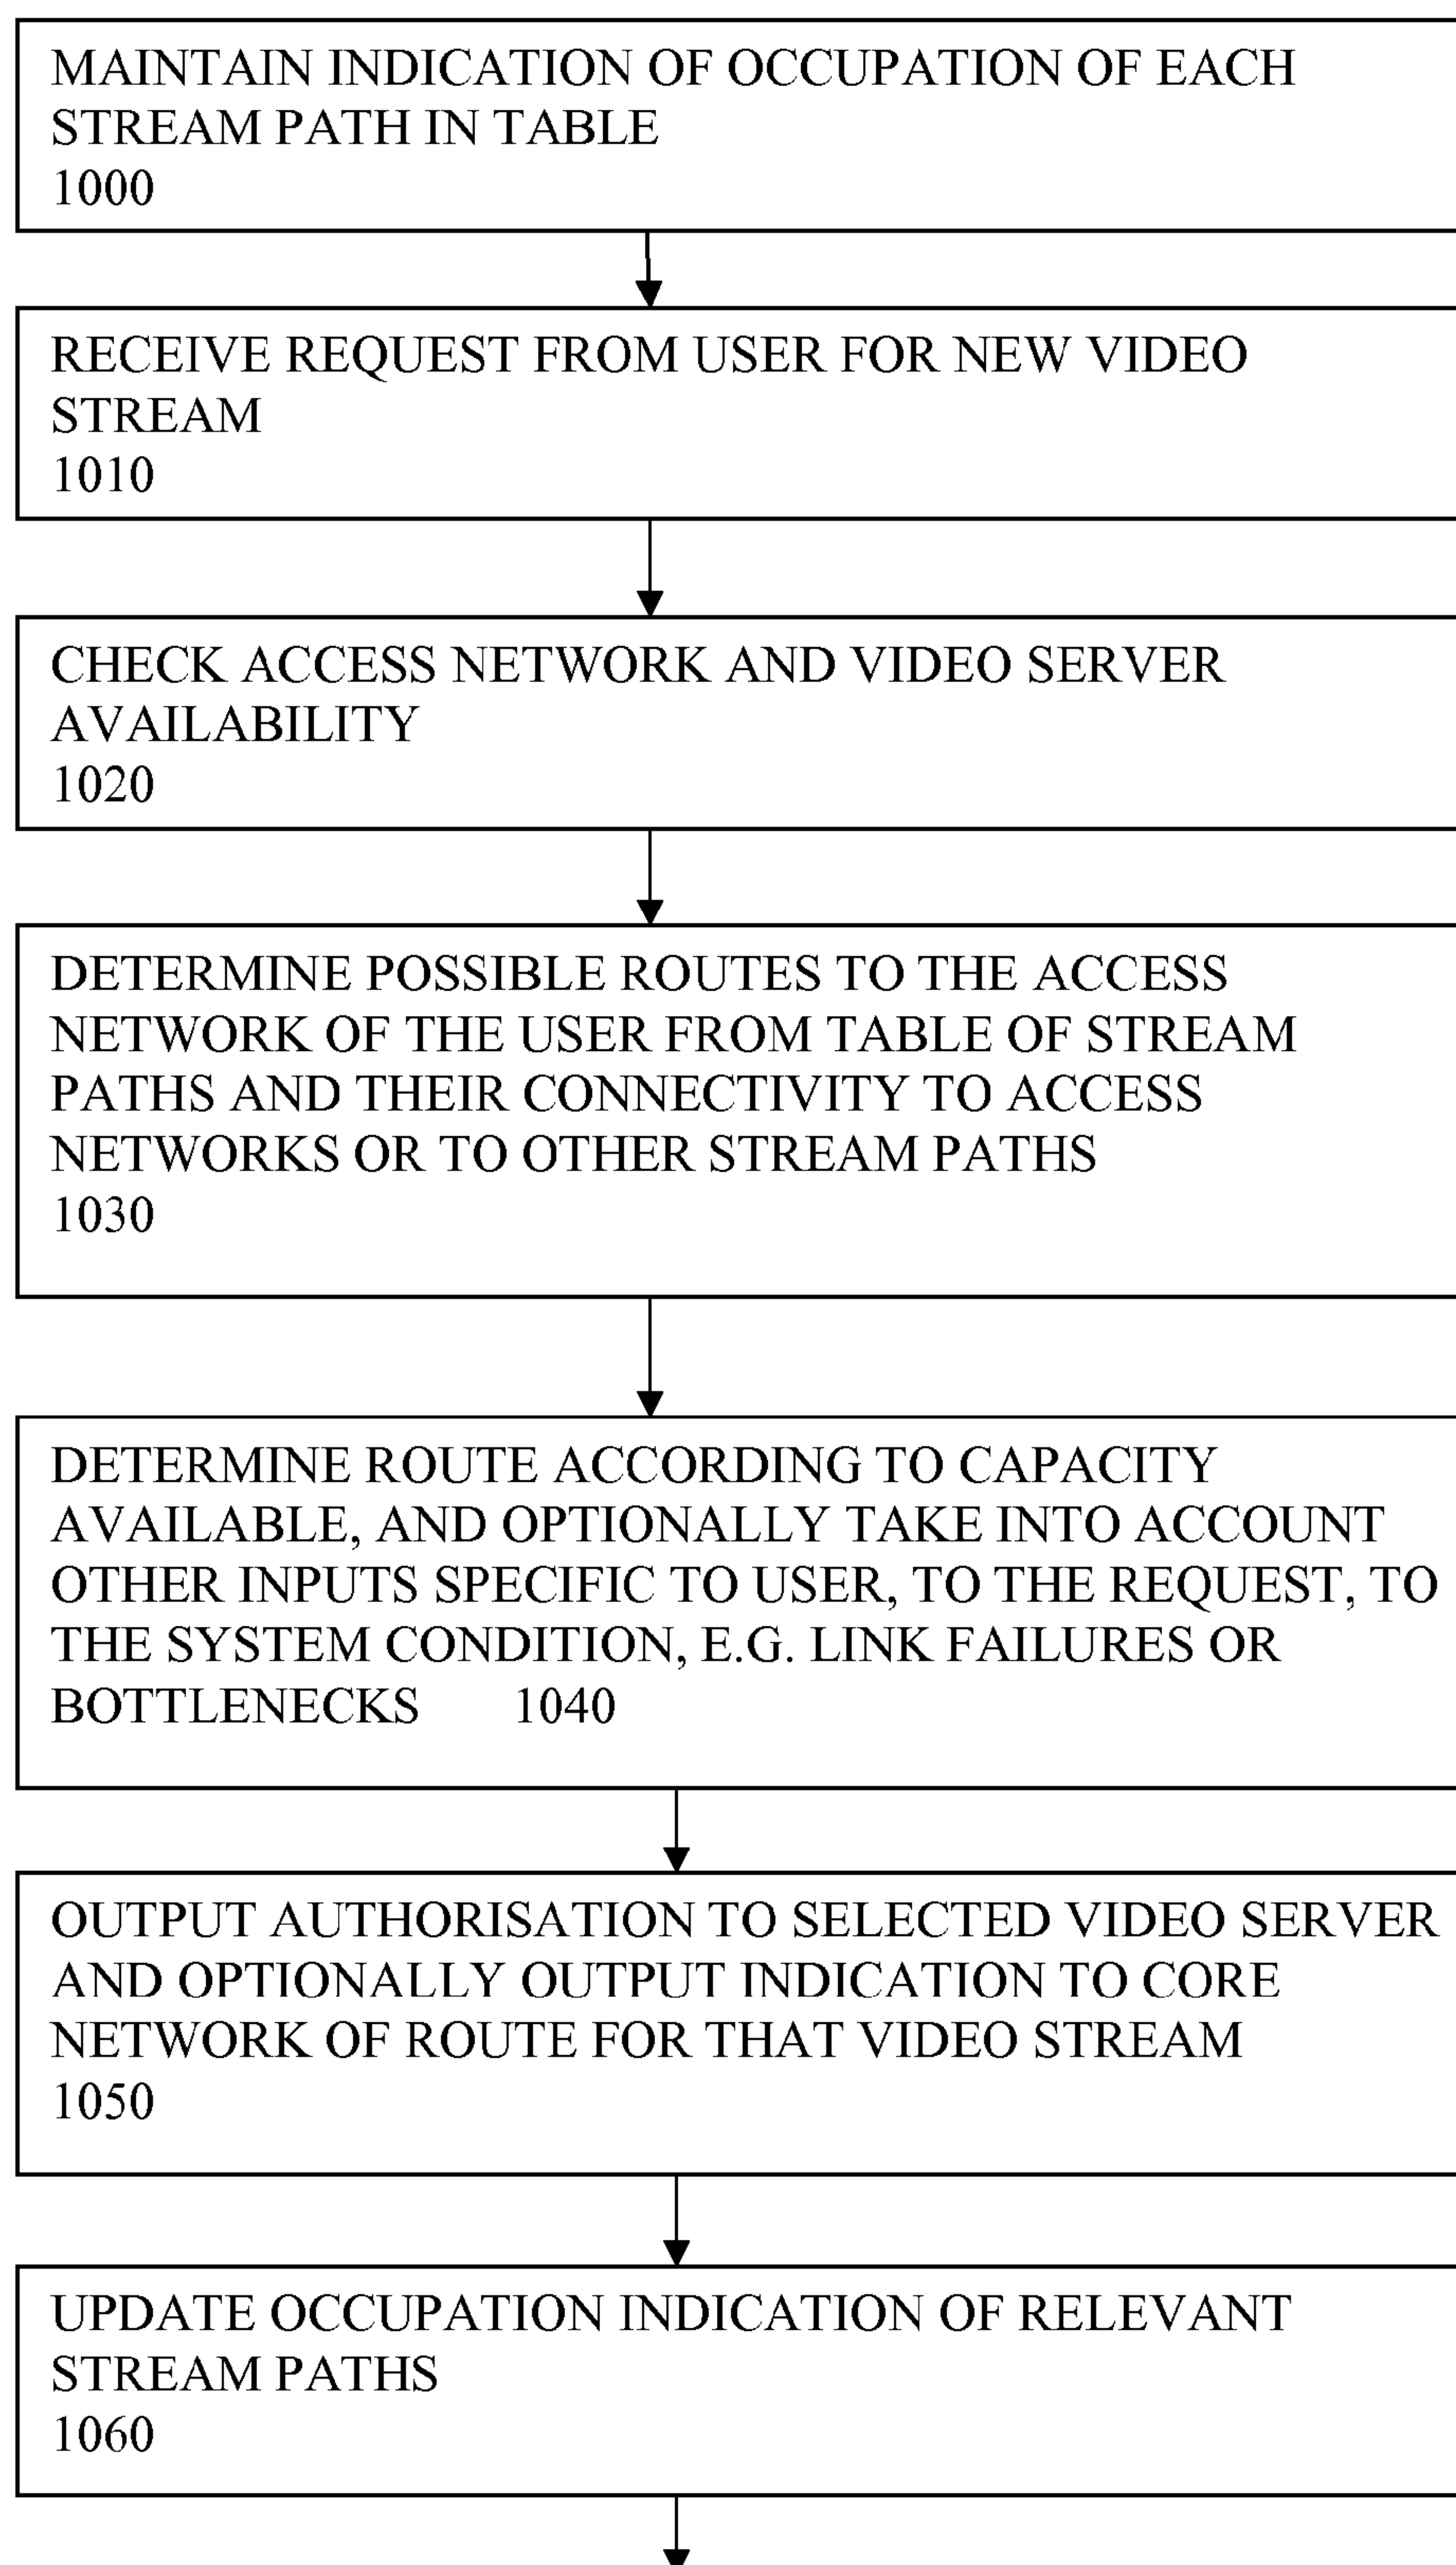 MAINTAIN INDICATION OF OCCUPATION OF EACH
STREAM PATH IN TABLE
1000
RECEIVE REQUEST FROM USER FOR NEW VIDEO
STREAM
1010
CHECK ACCESS NETWORK AND VIDEO SERVER
AVAILABILITY
1020
DETERMINE POSSIBLE ROUTES TO THE ACCESS
NETWORK OF THE USER FROM TABLE OF STREAM
PATHS AND THEIR CONNECTIVITY TO ACCESS
NETWORKS OR TO OTHER STREAM PATHS
1030
DETERMINE ROUTE ACCORDING TO CAPACITY
AVAILABLE, AND OPTIONALLY TAKE INTO ACCOUNT
OTHER INPUTS SPECIFIC TO USER, TO THE REQUEST, TO
THE SYSTEM CONDITION, E.G. LINK FAILURES OR
BOTTLENECKS 1040
OUTPUT AUTHORISATION TO SELECTED VIDEO SERVER
AND OPTIONALLY OUTPUT INDICATION TO CORE
NETWORK OF ROUTE FOR THAT VIDEO STREAM
1050
UPDATE OCCUPATION INDICATION OF RELEVANT
STREAM PATHS
1060